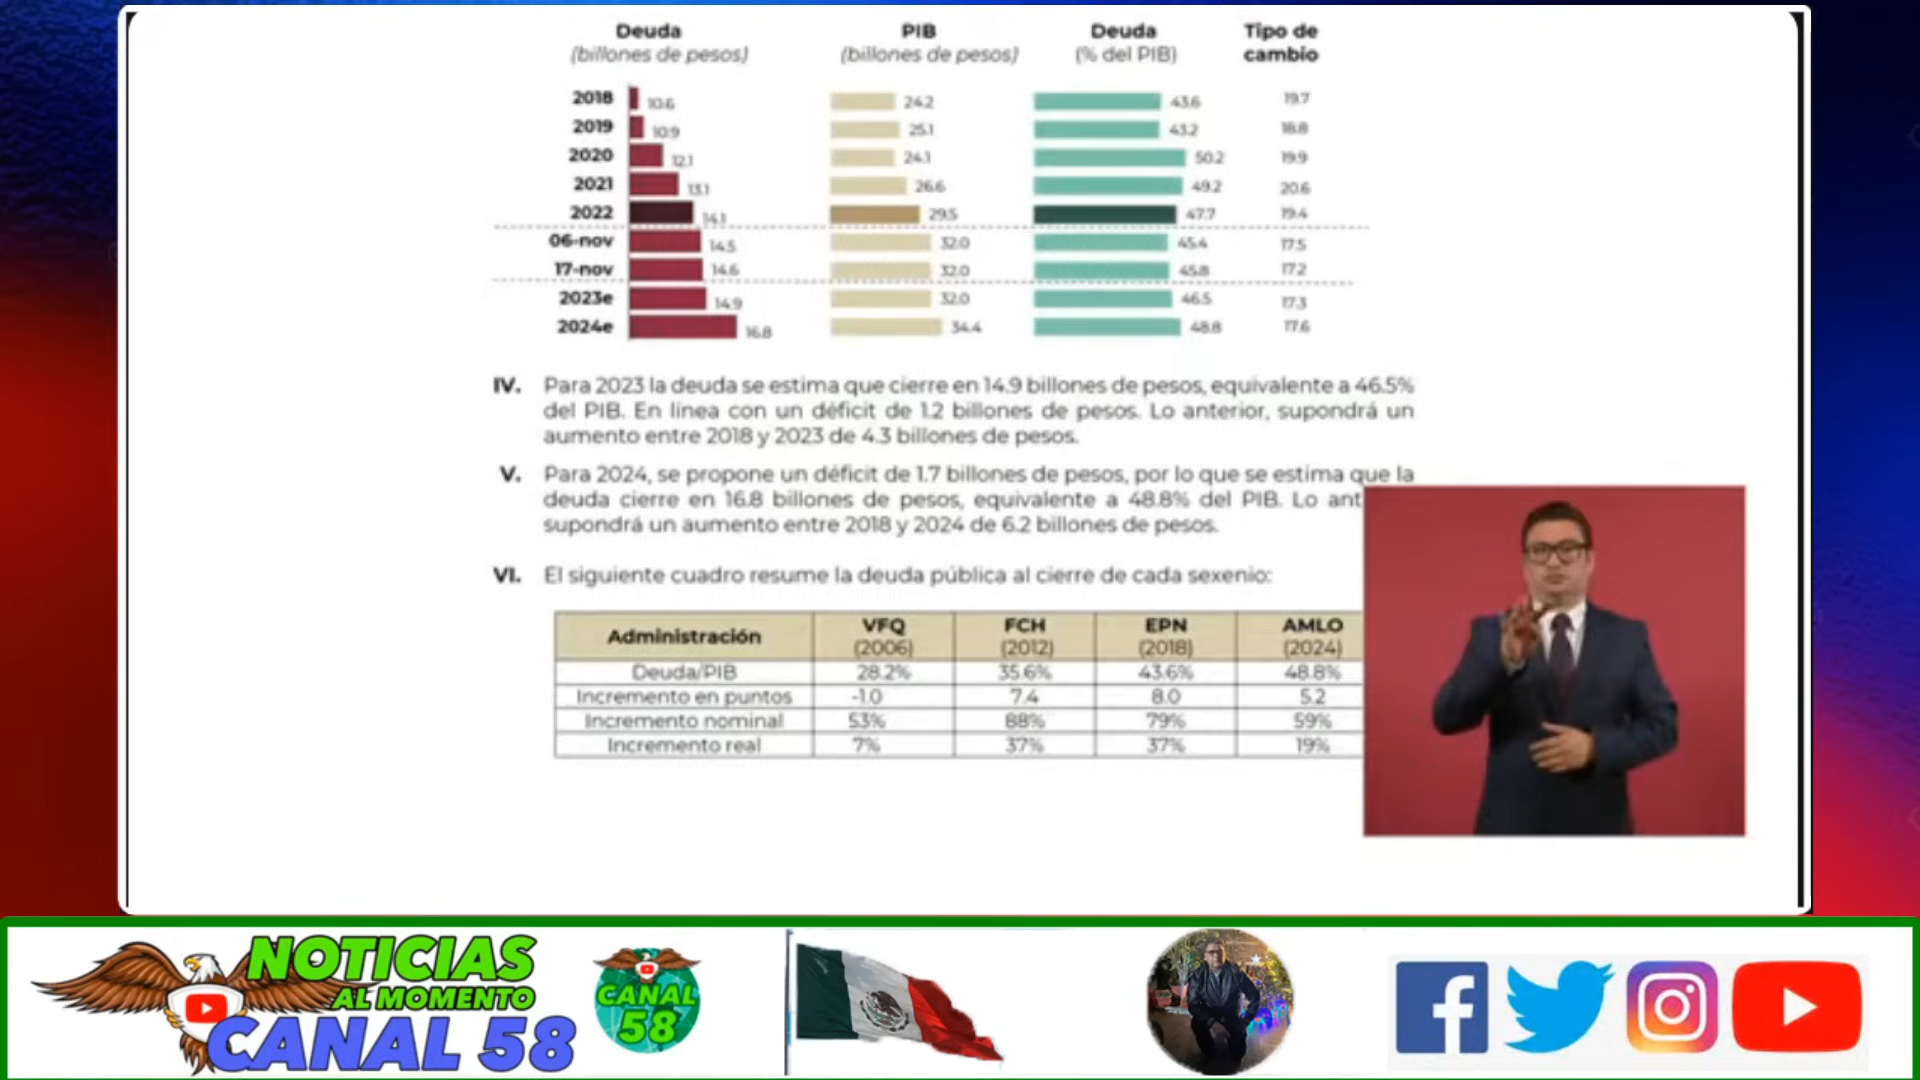 Deuda PIB Deuda Tipo de
(billones de pesos) (billones de pesos) (% del PIB) cambio
2018 10.6 24.2 43.6 19.7
2019 10.9 25.1 43.2 18.8
2020 12.1 24.1 50.2 19.9
2021 13.1 26.6 49.2 20.6
2022 14.1 29.5 47.7 19.4
06-nov 14.5 32.0 45.4 17.5
17-nov 14.6 32.0 45.8 17.2
2023e 14.9 32.0 46.5 17.3
2024e 16.8 34.4 48.8 17.6
IV. Para 2023 la deuda se estima que cierre en 14.9 billones de pesos, equivalente a 46.5%
del PIB. En línea con un déficit de 1.2 billones de pesos. Lo anterior, supondrá un
aumento entre 2018 y 2023 de 4.3 billones de pesos.
V. Para 2024, se propone un déficit de 1.7 billones de pesos, por lo que se estima que la
deuda cierre en 16.8 billones de pesos, equivalente a 48.8% del PIB. Lo ant
supondrá un aumento entre 2018 y 2024 de 6.2 billones de pesos.
VI. El siguiente cuadro resume la deuda pública al cierre de cada sexenio:
Administración VFQ FCH EPN AMLO
(2006) (2012) (2018) (2024)
Deuda/PIB 28.2% 35.6% 43.6% 48.8%
Incremento en puntos -1.0 7.4 8.0 5.2
Incremento nominal 53% 88% 79% 59%
Incremento real 7% 37% 37% 19%
NOTICIAS
AL MOMENTO
CANAL 58
CANAL
58